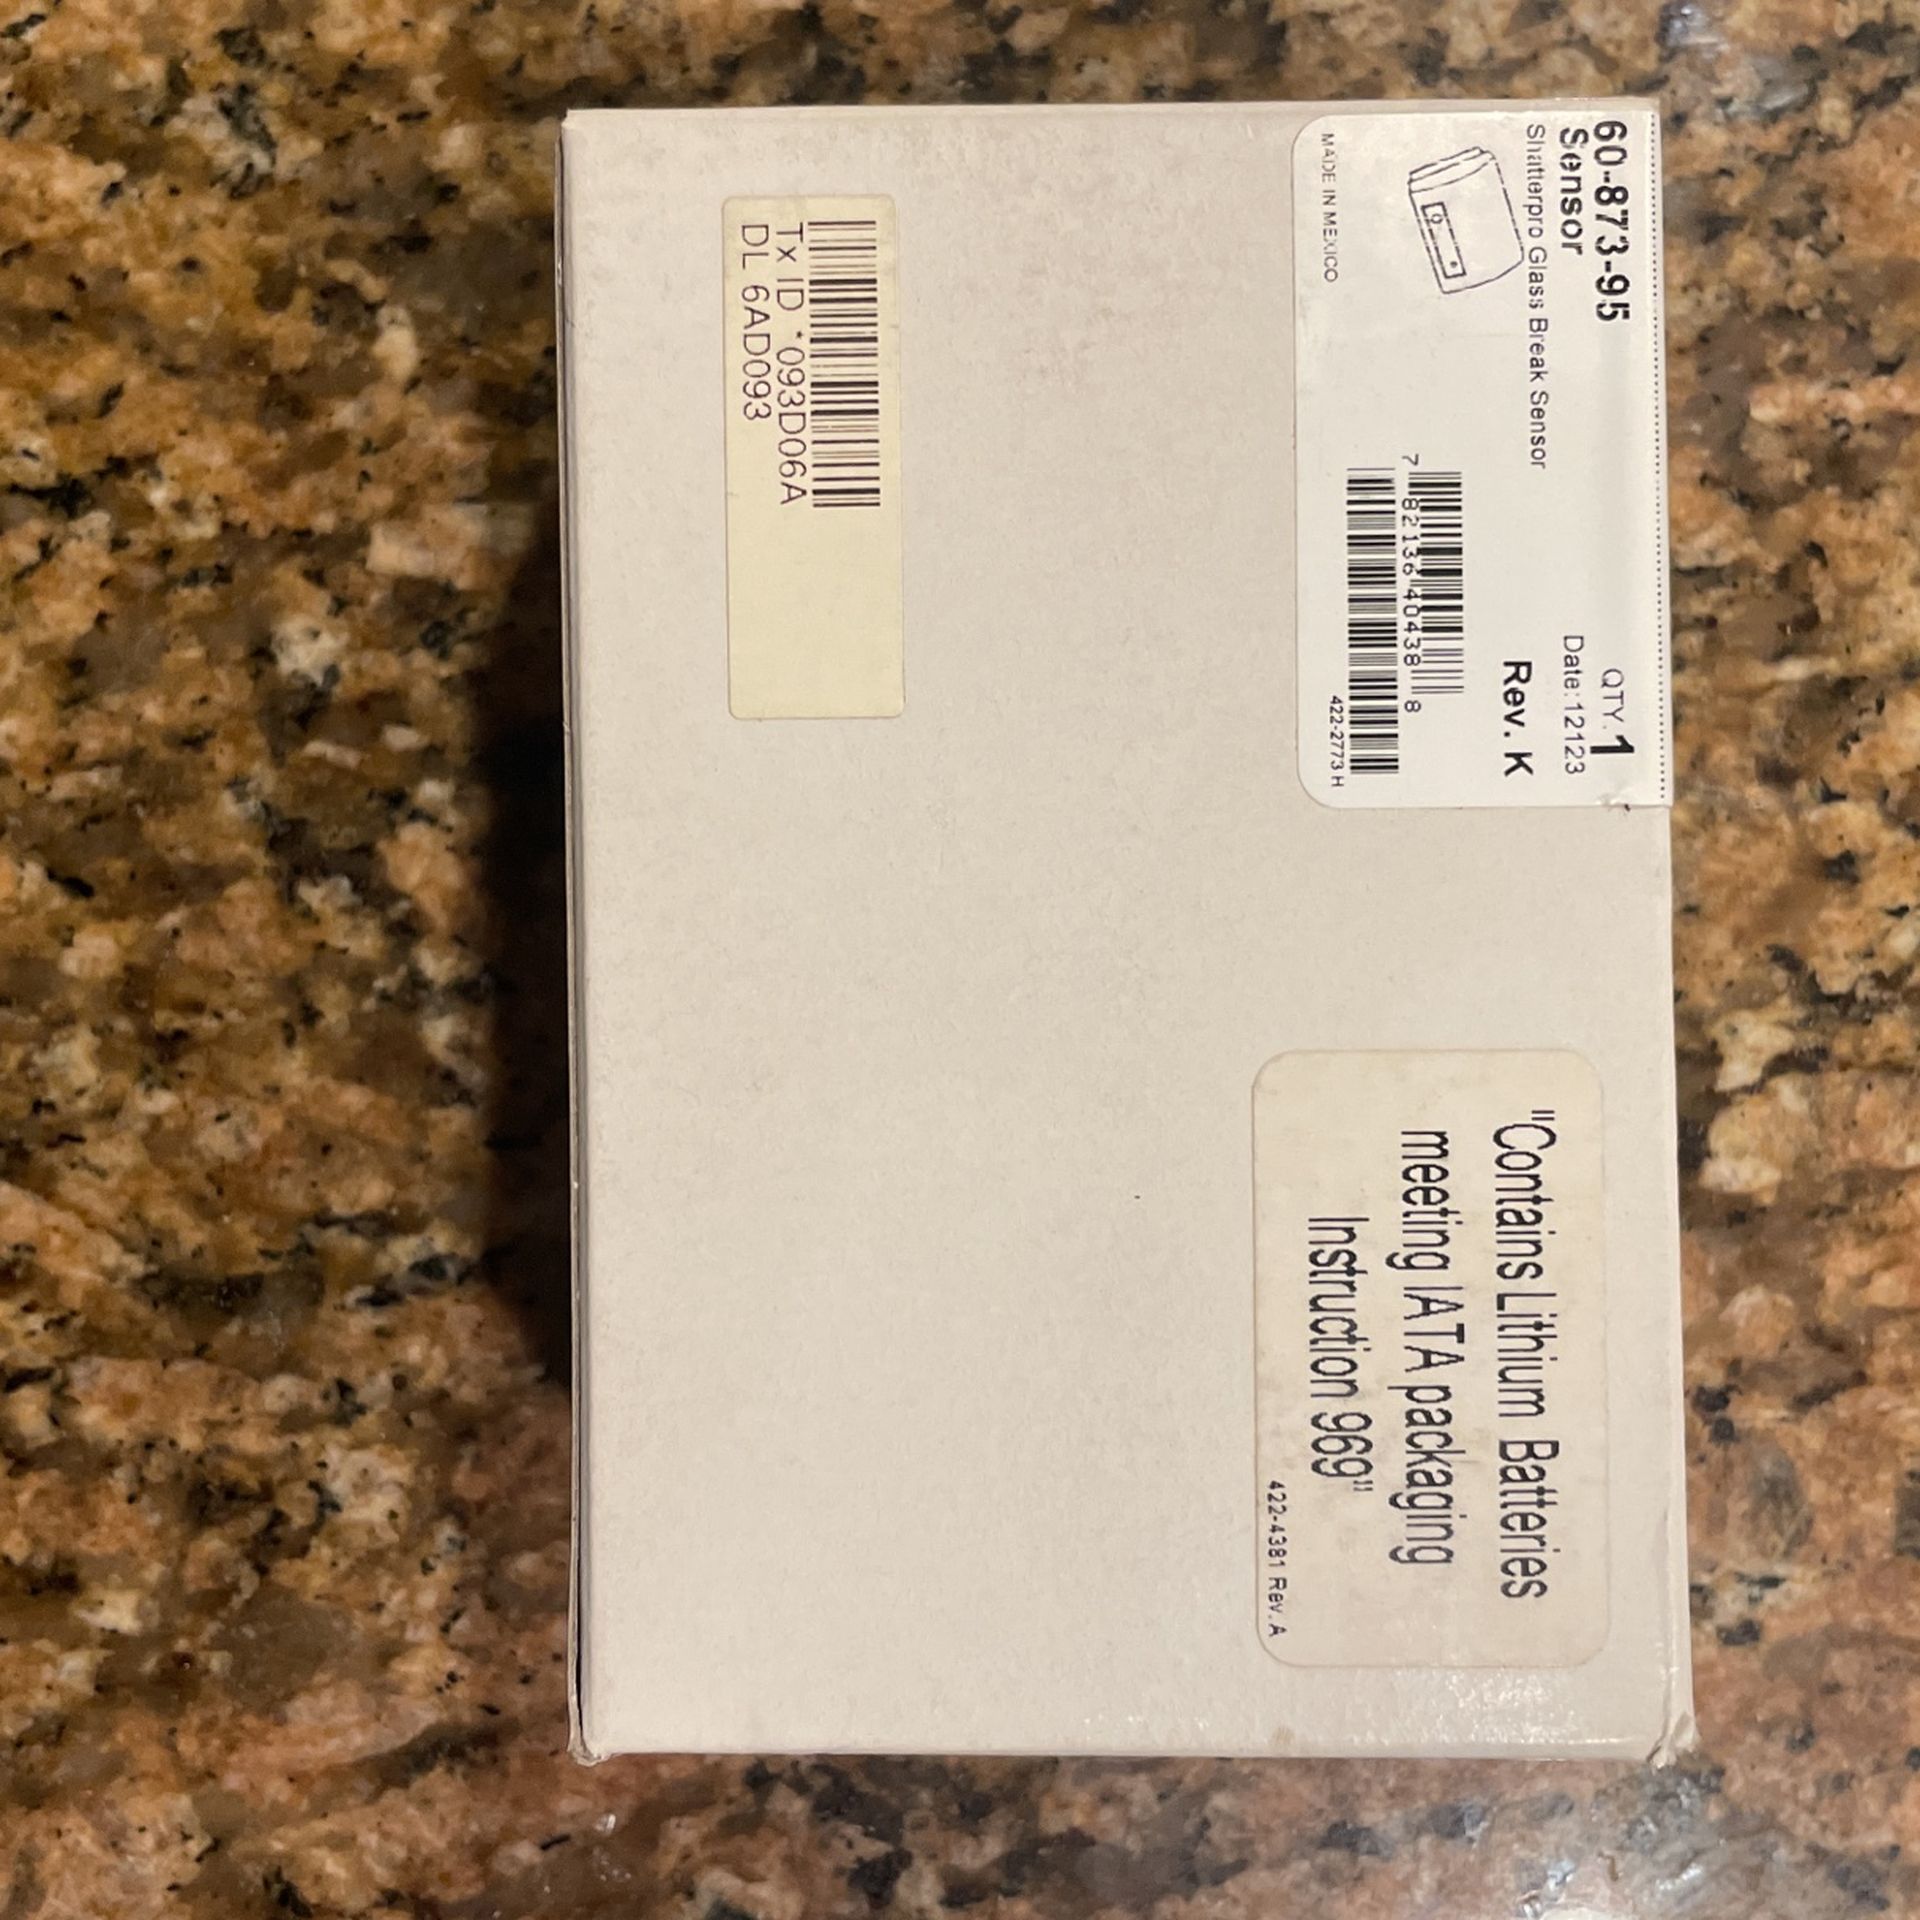 60-873-95
Sensor
Shatterpro Glass Break Sensor
QTY. 1
Date:12123
Rev. K
7 82136 40438 8
MADE IN MEXICO
422-2773 H
"Contains Lithium Batteries
meeting IATA packaging
Instruction 969"
422-4381 Rev. A
Tx ID *093D06A
DL 6AD093